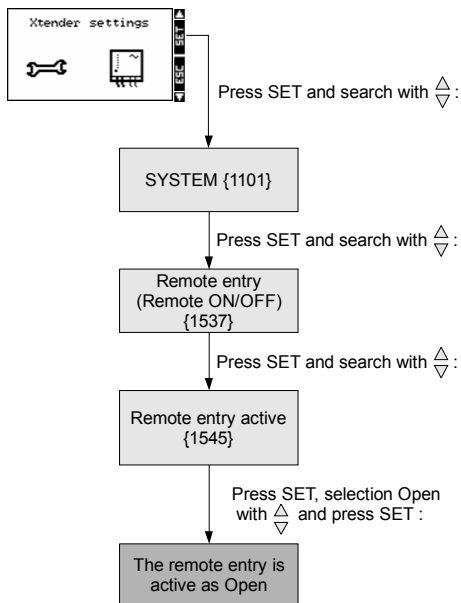 Xtender settings
SET
ESC
Press SET and search with :
SYSTEM {1101}
Press SET and search with :
Remote entry
(Remote ON/OFF)
{1537}
Press SET and search with :
Remote entry active
{1545}
Press SET, selection Open
with and press SET :
The remote entry is
active as Open